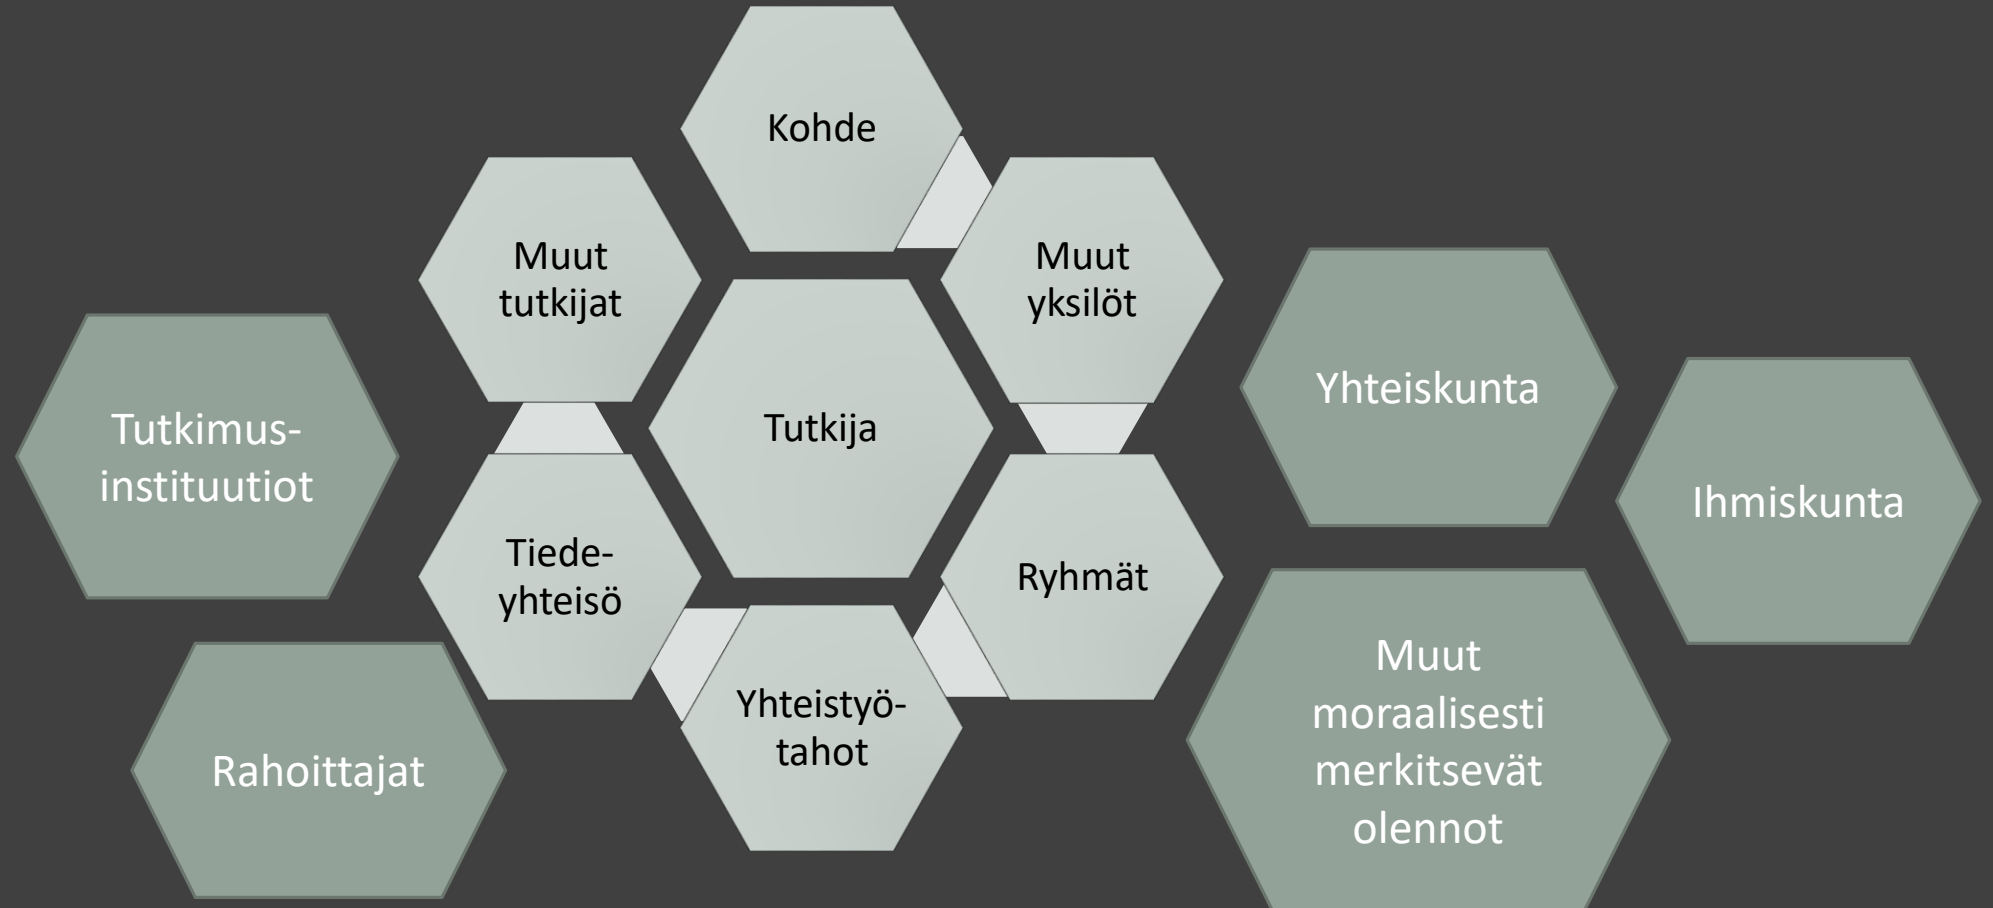 Kohde
Muut
tutkijat
Muut
yksilöt
Tutkija
Yhteiskunta
Tutkimus-
instituutiot
Ihmiskunta
Tiede-
yhteisö
Ryhmät
Yhteistyö-
tahot
Rahoittajat
Muut
moraalisesti
merkitsevät
olennot